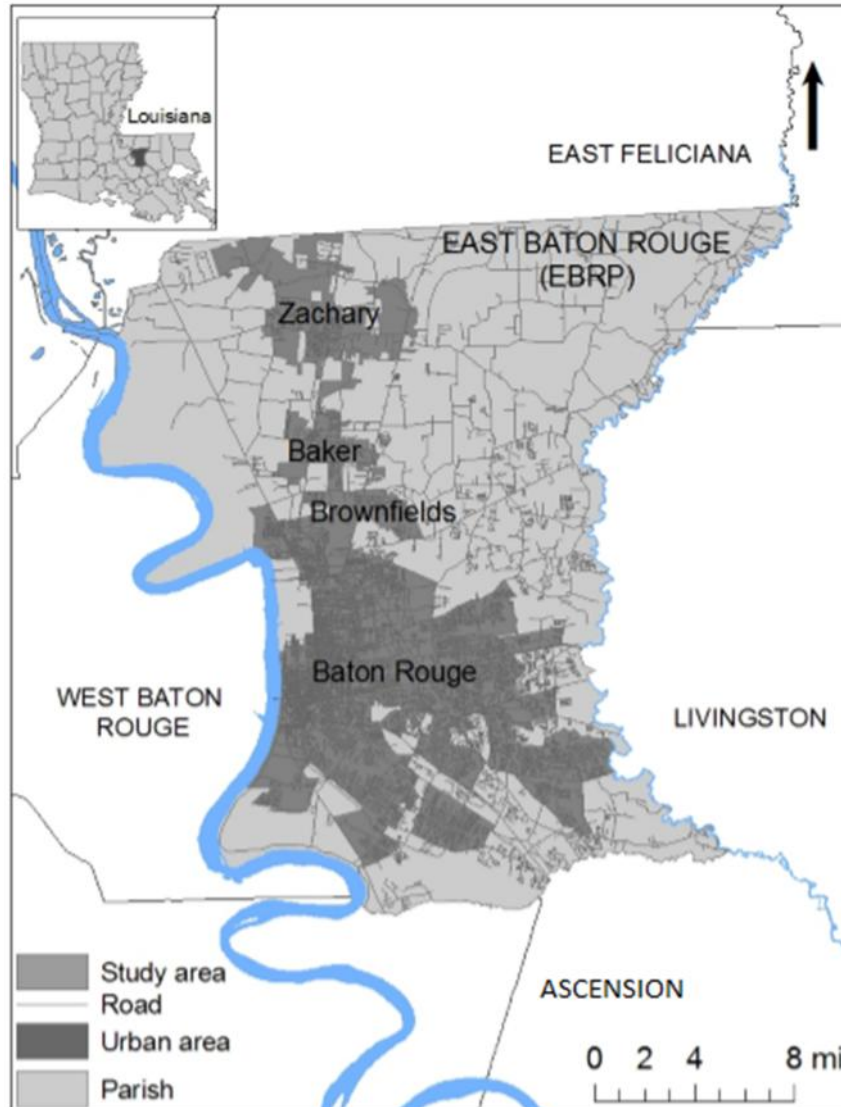 Louisiana
EAST FELICIANA
EAST BATON ROUGE
(EBRP)
Zachary
Baker
Brownfields
Baton Rouge
WEST BATON
ROUGE
LIVINGSTON
ASCENSION
Study area
Road
Urban area
Parish
0 2 4 8 mi